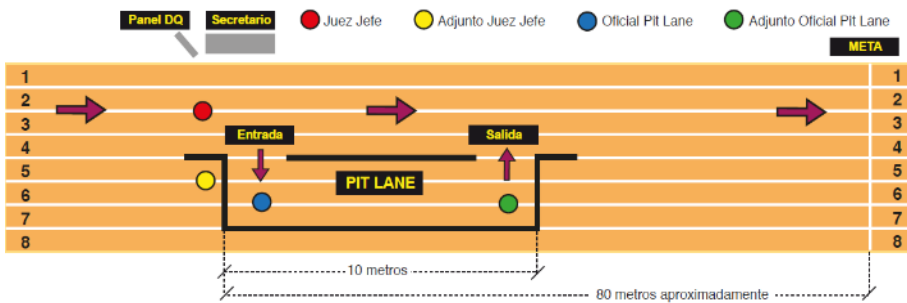 Panel DQ Secretario Juez Jefe Adjunto Juez Jefe Oficial Pit Lane Adjunto Oficial Pit Lane
META
1 1
2 2
3 3
4 Entrada Salida 4
5 5
6 PIT LANE 6
7 7
8 8
10 metros
80 metros aproximadamente